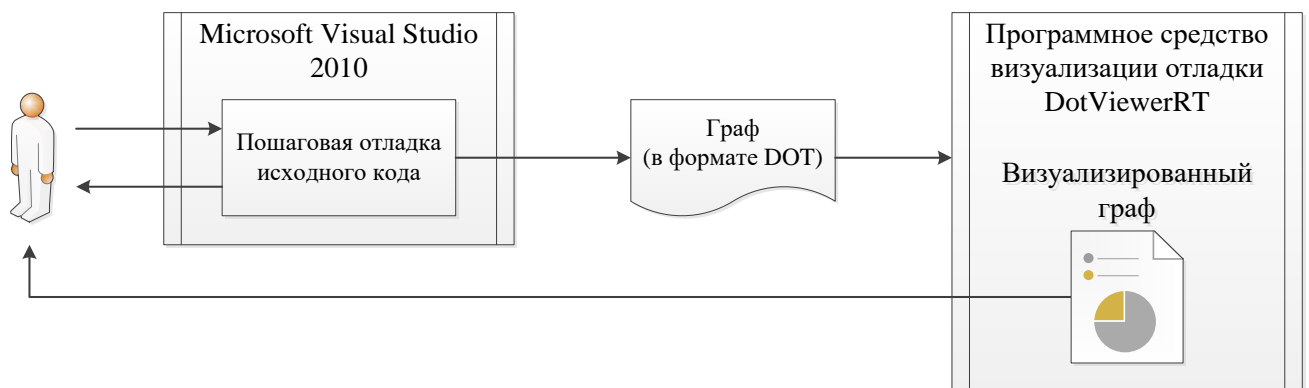 Microsoft Visual Studio
2010
Пошаговая отладка
исходного кода
Граф
(в формате DOT)
Программное средство
визуализации отладки
DotViewerRT
Визуализированный
граф